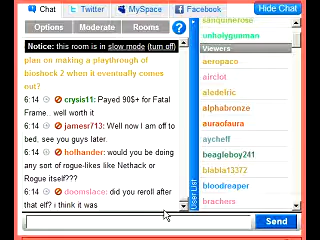 Chat Twitter MySpace Facebook Hide Chat
Options Moderate Rooms ?
Notice: this room is in slow mode (turn off)
plan on making a playthrough of
bioshock 2 when it eventually comes
out?
6:14 crysis11: Payed 90$+ for Fatal
Frame. well worth it
6:14 jamesr713: Well now I am off to
bed, see you guys later.
6:14 hofhander: would you be doing
any sort of rogue-likes like Nethack or
Rogue itself???
6:14 doomslace: did you reroll after
that elf? i think it was
User List
sanquinerose
unholygunman
Viewers
aeropaco
airclot
aledelric
alphabronze
auraofaura
aycheff
beagleboy241
blabla13372
bloodreaper
brachers
Send